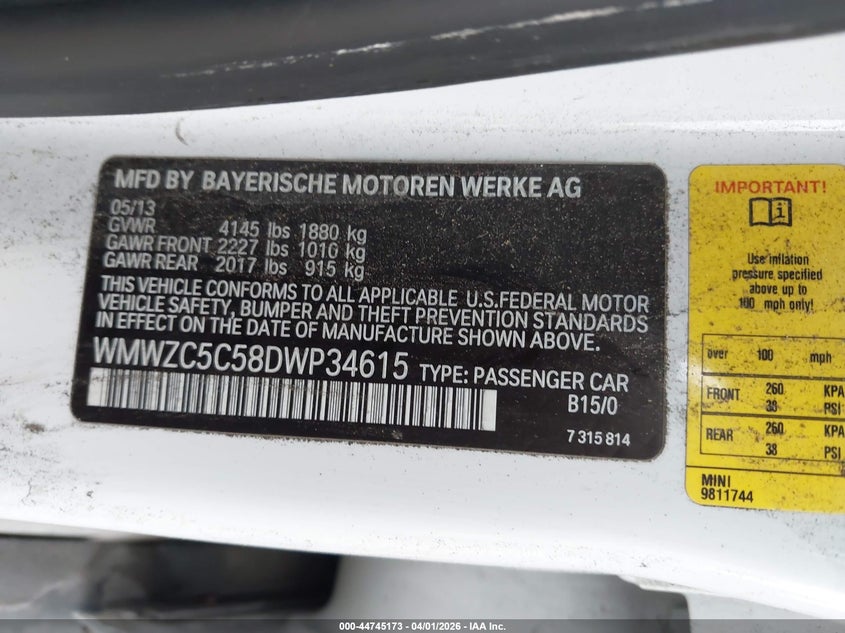 MFD BY BAYERISCHE MOTOREN WERKE AG
05/13
GVWR 4145 lbs 1880 kg
GAWR FRONT 2227 lbs 1010 kg
GAWR REAR 2017 lbs 915 kg
THIS VEHICLE CONFORMS TO ALL APPLICABLE U.S.FEDERAL MOTOR
VEHICLE SAFETY, BUMPER AND THEFT PREVENTION STANDARDS
IN EFFECT ON THE DATE OF MANUFACTURE SHOWN ABOVE.
WMWZC5C58DWP34615 TYPE: PASSENGER CAR
B15/0
7 315 814
IMPORTANT!
Use inflation
pressure specified
above up to
100 mph only!
over 100 mph
FRONT 260 KPA
38 PSI
REAR 260 KPA
38 PSI
MINI
9811744
000-44745173 - 04/01/2026 - IAA Inc.